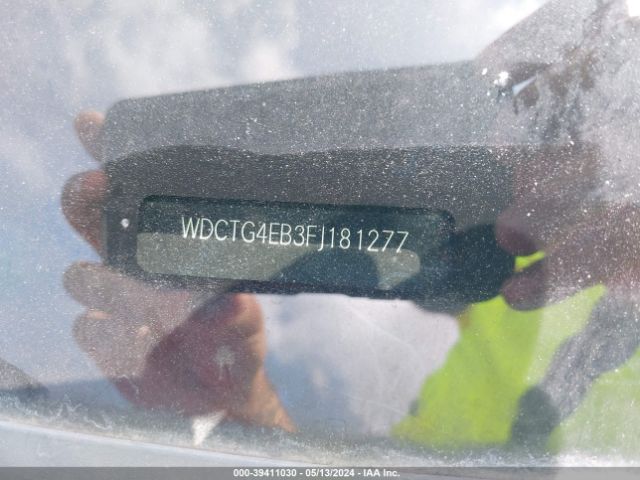 WDCTG4EB3FJ181277
000-39411030 - 05/13/2024 - IAA Inc.